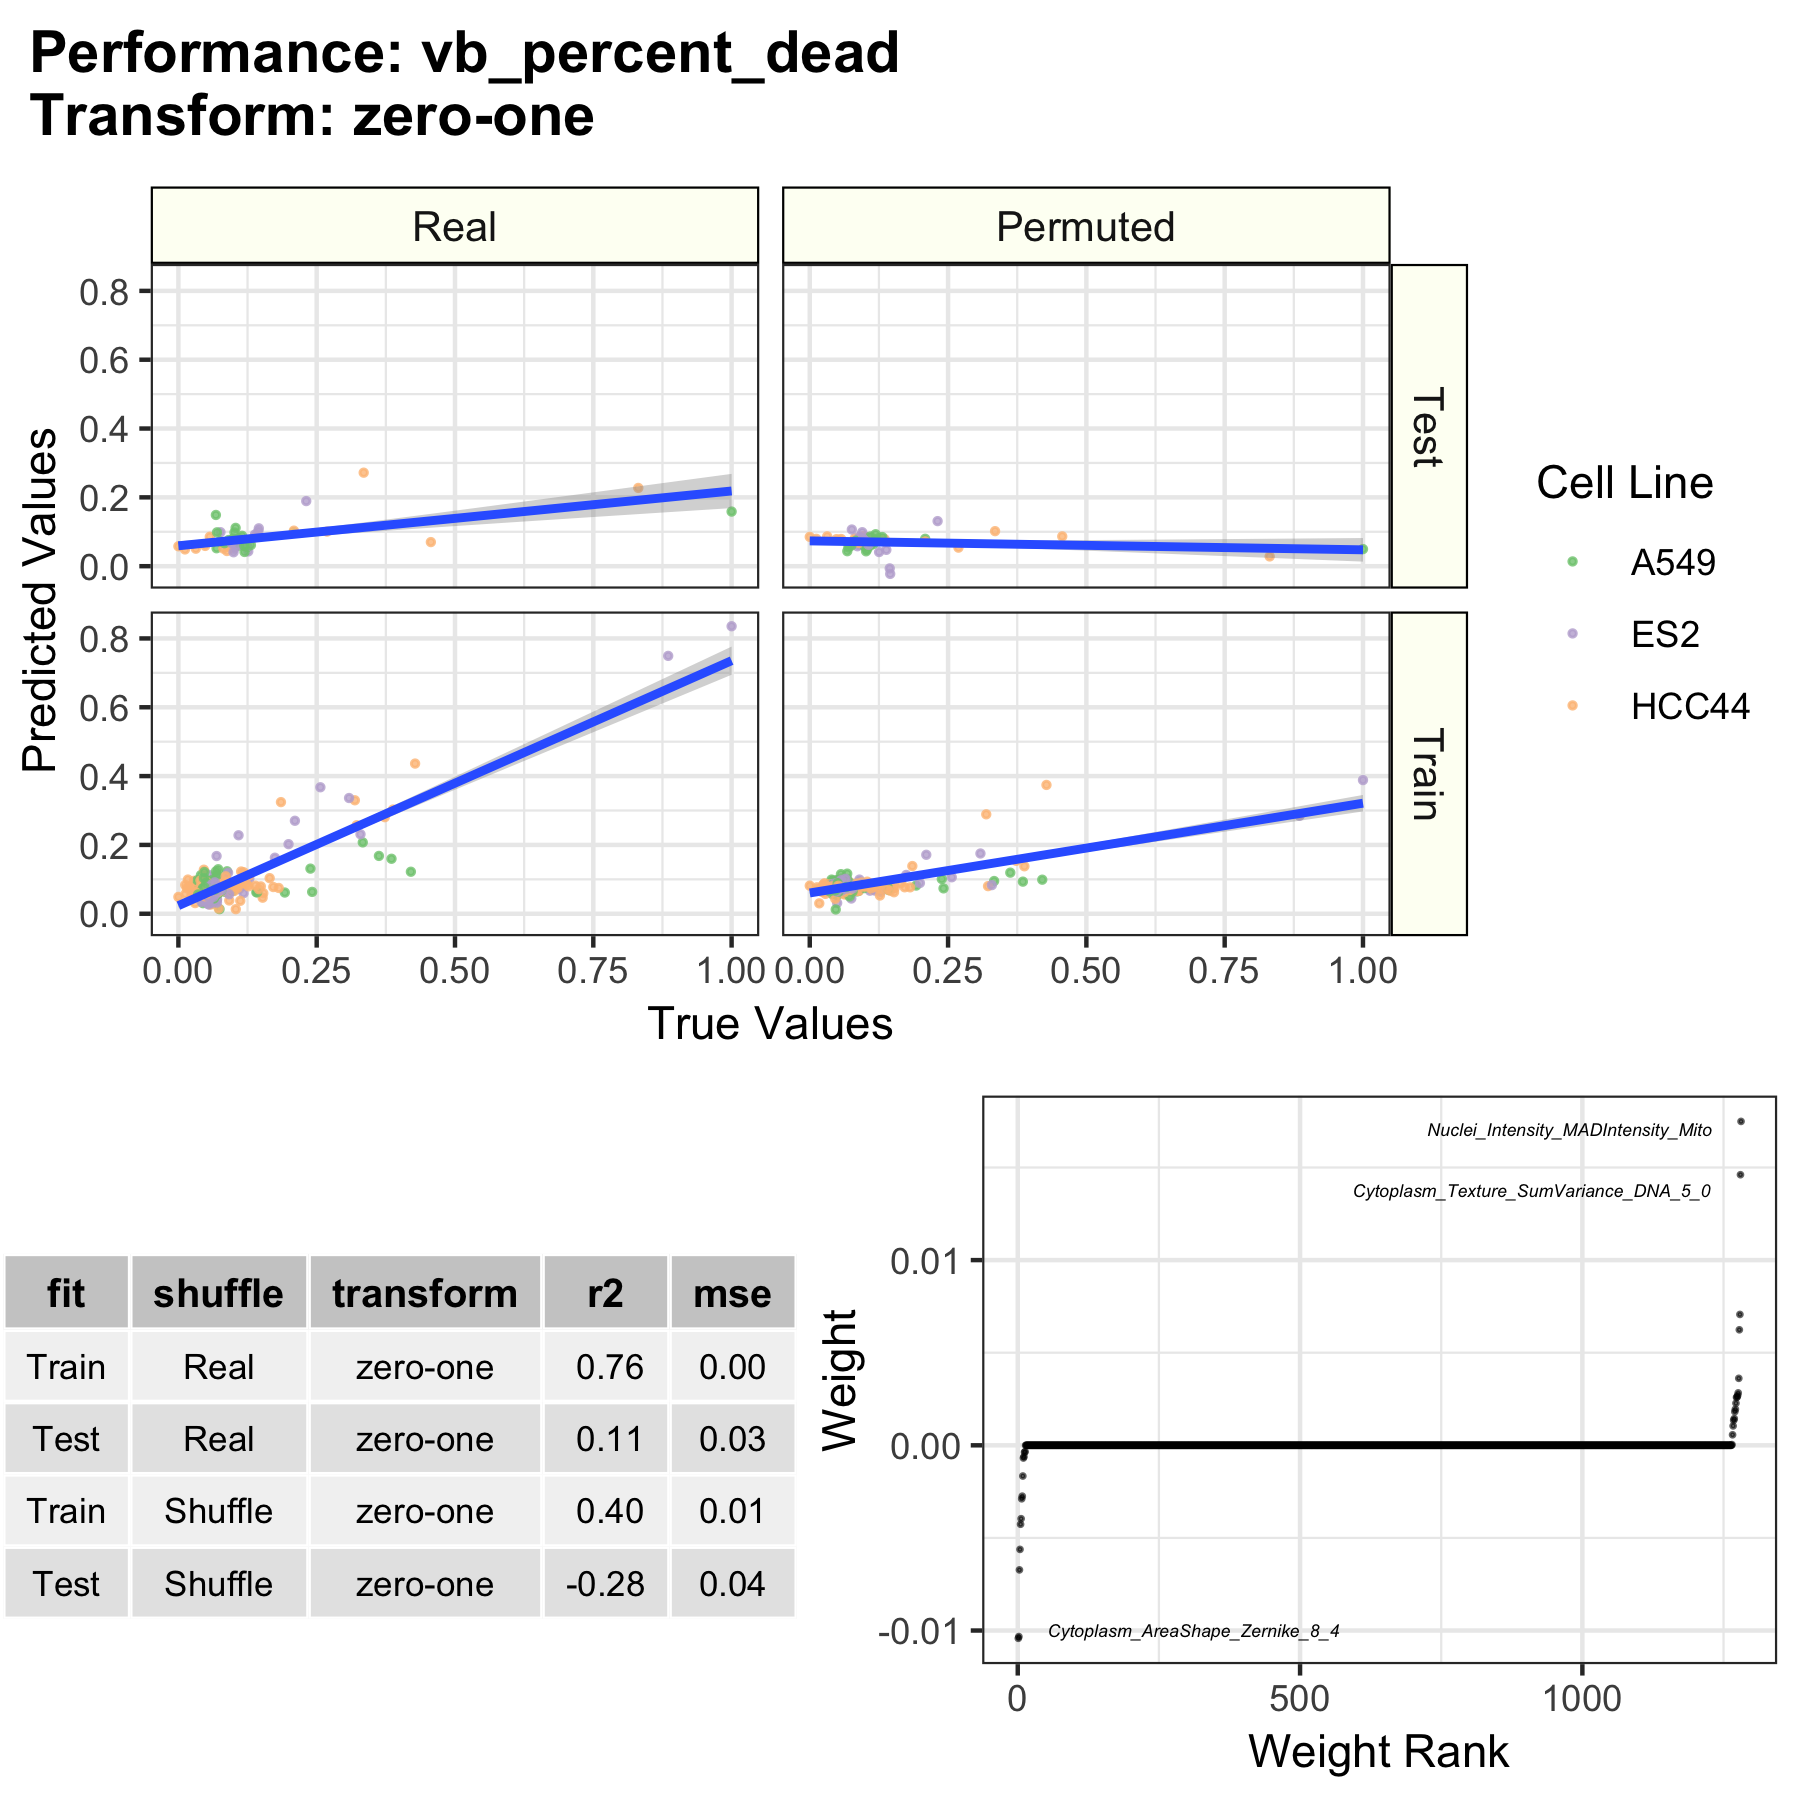 Performance: vb_percent_dead
Transform: zero-one
Real
Permuted
0.8
0.6
0.4
0.2
0.0
Test
0.8
0.6
0.4
0.2
0.0
Train
Predicted Values
0.00 0.25 0.50 0.75 1.00 0.00 0.25 0.50 0.75 1.00
True Values
Cell Line
A549
ES2
HCC44
fit shuffle transform r2 mse
Train Real zero-one 0.76 0.00
Test Real zero-one 0.11 0.03
Train Shuffle zero-one 0.40 0.01
Test Shuffle zero-one -0.28 0.04
Nuclei_Intensity_MADIntensity_Mito
Cytoplasm_Texture_SumVariance_DNA_5_0
Cytoplasm_AreaShape_Zernike_8_4
0.01
0.00
-0.01
Weight
0 500 1000
Weight Rank